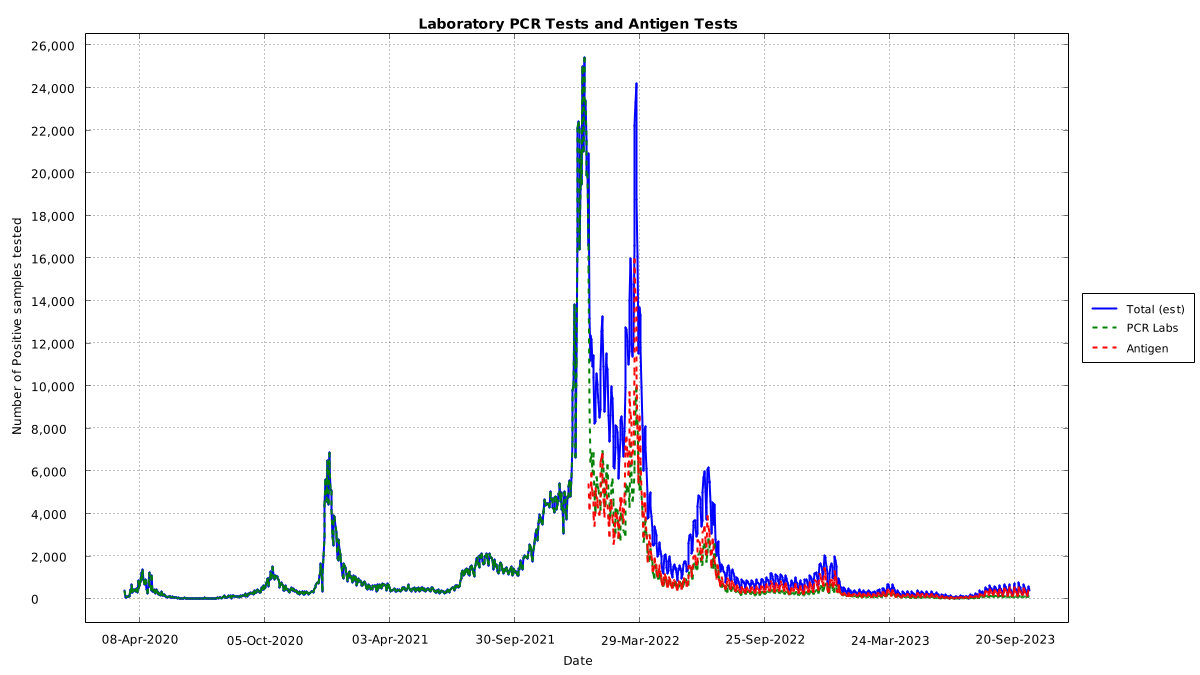 Laboratory PCR Tests and Antigen Tests
26,000
24,000
22,000
20,000
18,000
16,000
14,000
12,000
10,000
8,000
6,000
4,000
2,000
0
Number of Positive samples tested
08-Apr-2020
05-Oct-2020
03-Apr-2021
30-Sep-2021
29-Mar-2022
25-Sep-2022
24-Mar-2023
20-Sep-2023
Date
Total (est)
PCR Labs
Antigen